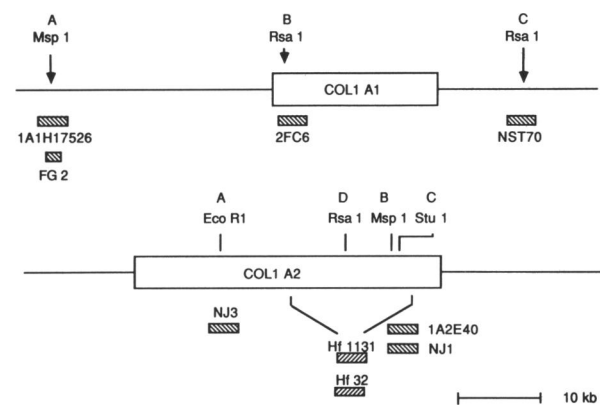 A B C
Msp 1 Rsa 1 Rsa 1
COL1 A1
1A1H17526 2FC6 NST70
FG 2
A D B C
Eco R1 Rsa 1 Msp 1 Stu 1
COL1 A2
NJ3 1A2E40
Hf 1131 NJ1
Hf 32
10 kb